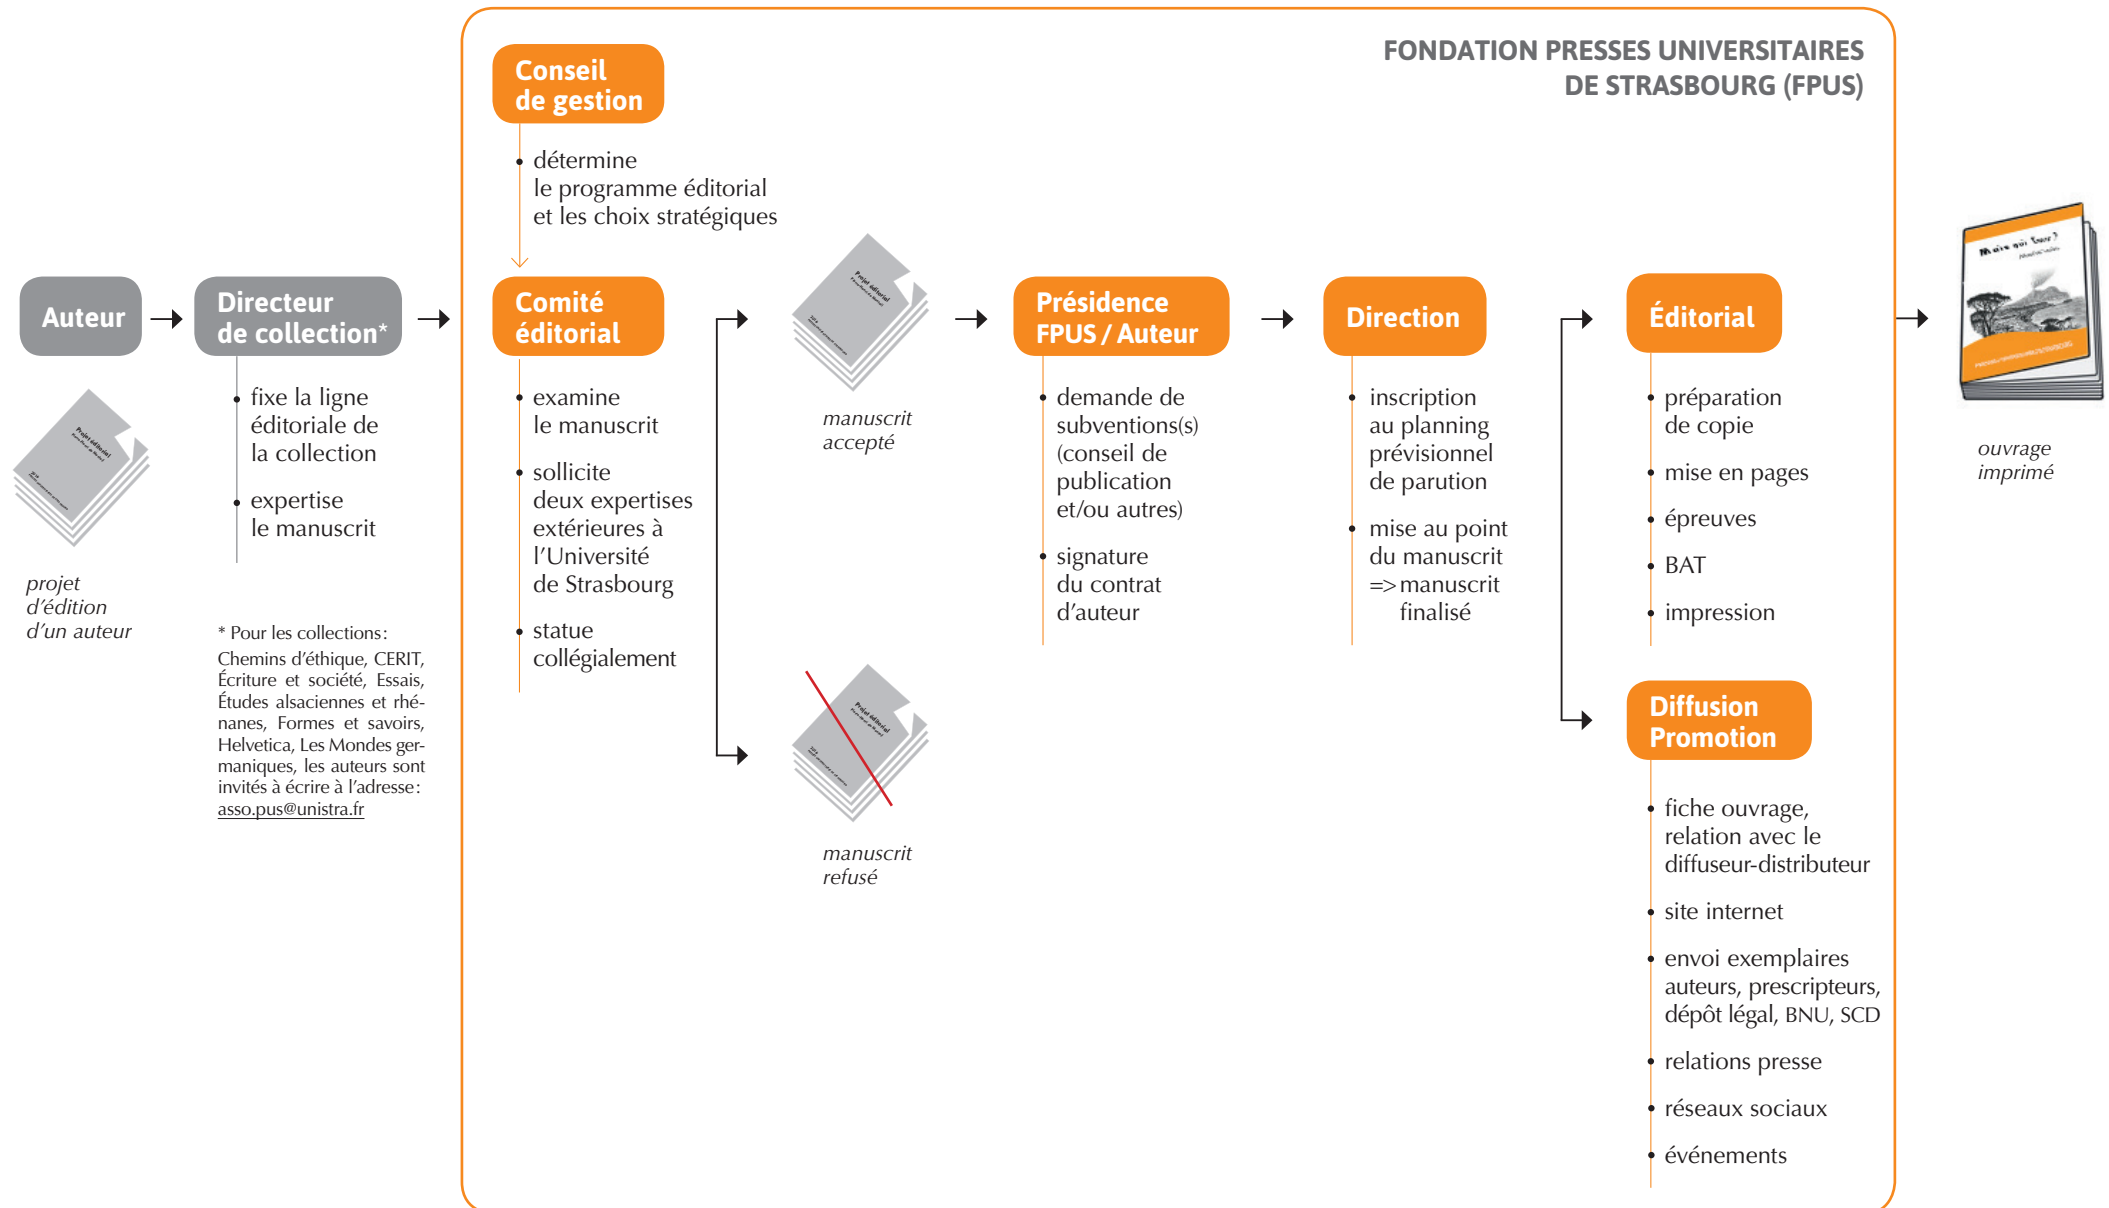 FONDATION PRESSES UNIVERSITAIRES
DE STRASBOURG (FPUS)
Auteur
projet
d'édition
d'un auteur
Directeur
de collection*
• fixe la ligne
éditoriale de
la collection
• expertise
le manuscrit
* Pour les collections :
Chemins d'éthique, CERIT,
Écriture et société, Essais,
Études alsaciennes et rhé-
nanes, Formes et savoirs,
Helvetica, Les Mondes ger-
maniques, les auteurs sont
invités à écrire à l'adresse :
asso.pus@unistra.fr
Conseil
de gestion
• détermine
le programme éditorial
et les choix stratégiques
Comité
éditorial
• examine
le manuscrit
• sollicite
deux expertises
extérieures à
l'Université
de Strasbourg
• statue
collégialement
Projet éditorial
manuscrit
accepté
Projet éditorial
manuscrit
refusé
Projet éditorial
Présidence
FPUS / Auteur
• demande de
subventions(s)
(conseil de
publication
et/ou autres)
• signature
du contrat
d'auteur
Direction
• inscription
au planning
prévisionnel
de parution
• mise au point
du manuscrit
=> manuscrit
finalisé
Éditorial
• préparation
de copie
• mise en pages
• épreuves
• BAT
• impression
Diffusion
Promotion
• fiche ouvrage,
relation avec le
diffuseur-distributeur
• site internet
• envoi exemplaires
auteurs, prescripteurs,
dépôt légal, BNU, SCD
• relations presse
• réseaux sociaux
• événements
ouvrage
imprimé